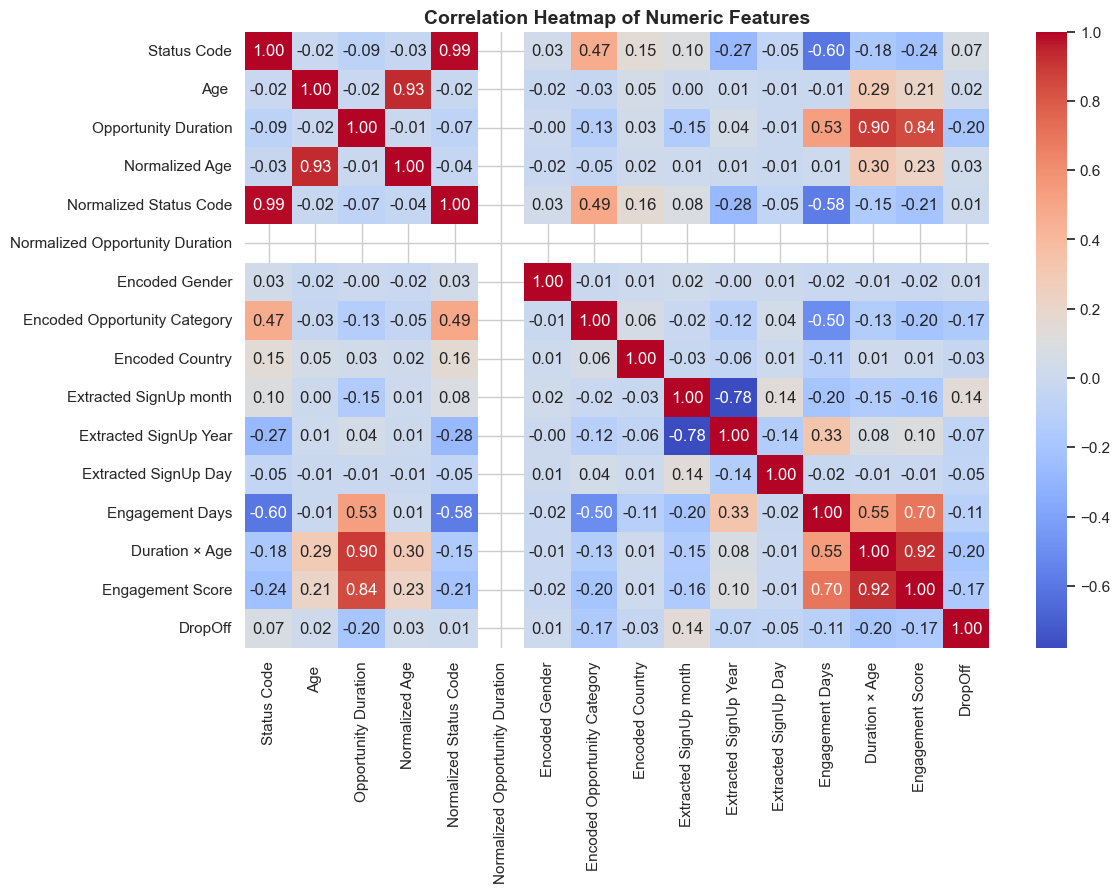 Correlation Heatmap of Numeric Features
Status Code 1.00 -0.02 -0.09 -0.03 0.99 0.03 0.47 0.15 0.10 -0.27 -0.05 -0.60 -0.18 -0.24 0.07
Age -0.02 1.00 -0.02 0.93 -0.02 -0.02 -0.03 0.05 0.00 0.01 -0.01 -0.01 0.29 0.21 0.02
Opportunity Duration -0.09 -0.02 1.00 -0.01 -0.07 -0.00 -0.13 0.03 -0.15 0.04 -0.01 0.53 0.90 0.84 -0.20
Normalized Age -0.03 0.93 -0.01 1.00 -0.04 -0.02 -0.05 0.02 0.01 0.01 -0.01 0.01 0.30 0.23 0.03
Normalized Status Code 0.99 -0.02 -0.07 -0.04 1.00 0.03 0.49 0.16 0.08 -0.28 -0.05 -0.58 -0.15 -0.21 0.01
Normalized Opportunity Duration
Encoded Gender 0.03 -0.02 -0.00 -0.02 0.03 1.00 -0.01 0.01 0.02 -0.00 0.01 -0.02 -0.01 -0.02 0.01
Encoded Opportunity Category 0.47 -0.03 -0.13 -0.05 0.49 -0.01 1.00 0.06 -0.02 -0.12 0.04 -0.50 -0.13 -0.20 -0.17
Encoded Country 0.15 0.05 0.03 0.02 0.16 0.01 0.06 1.00 -0.03 -0.06 0.01 -0.11 0.01 0.01 -0.03
Extracted SignUp month 0.10 0.00 -0.15 0.01 0.08 0.02 -0.02 -0.03 1.00 -0.78 0.14 -0.20 -0.15 -0.16 0.14
Extracted SignUp Year -0.27 0.01 0.04 0.01 -0.28 -0.00 -0.12 -0.06 -0.78 1.00 -0.14 0.33 0.08 0.10 -0.07
Extracted SignUp Day -0.05 -0.01 -0.01 -0.01 -0.05 0.01 0.04 0.01 0.14 -0.14 1.00 -0.02 -0.01 -0.01 -0.05
Engagement Days -0.60 -0.01 0.53 0.01 -0.58 -0.02 -0.50 -0.11 -0.20 0.33 -0.02 1.00 0.55 0.70 -0.11
Duration × Age -0.18 0.29 0.90 0.30 -0.15 -0.01 -0.13 0.01 -0.15 0.08 -0.01 0.55 1.00 0.92 -0.20
Engagement Score -0.24 0.21 0.84 0.23 -0.21 -0.02 -0.20 0.01 -0.16 0.10 -0.01 0.70 0.92 1.00 -0.17
DropOff 0.07 0.02 -0.20 0.03 0.01 0.01 -0.17 -0.03 0.14 -0.07 -0.05 -0.11 -0.20 -0.17 1.00
Status Code
Age
Opportunity Duration
Normalized Age
Normalized Status Code
Normalized Opportunity Duration
Encoded Gender
Encoded Opportunity Category
Encoded Country
Extracted SignUp month
Extracted SignUp Year
Extracted SignUp Day
Engagement Days
Duration × Age
Engagement Score
DropOff
1.0
0.8
0.6
0.4
0.2
0.0
−0.2
−0.4
−0.6